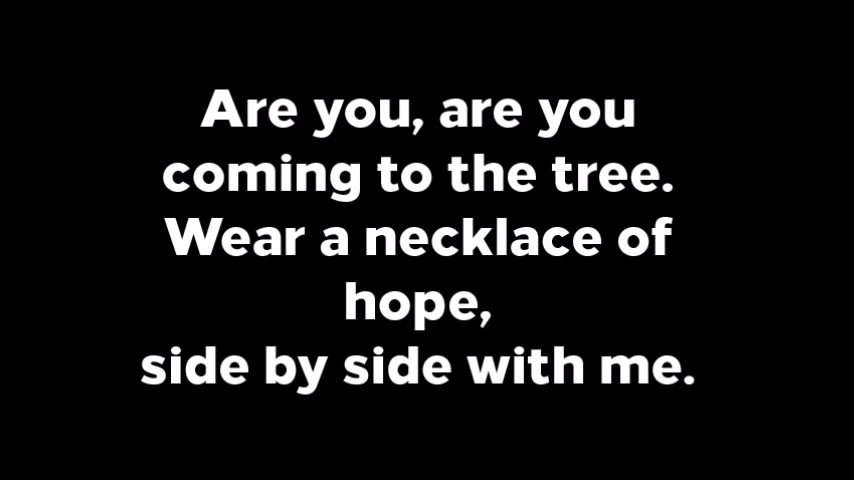 Are you, are you
coming to the tree.
Wear a necklace of
hope,
side by side with me.